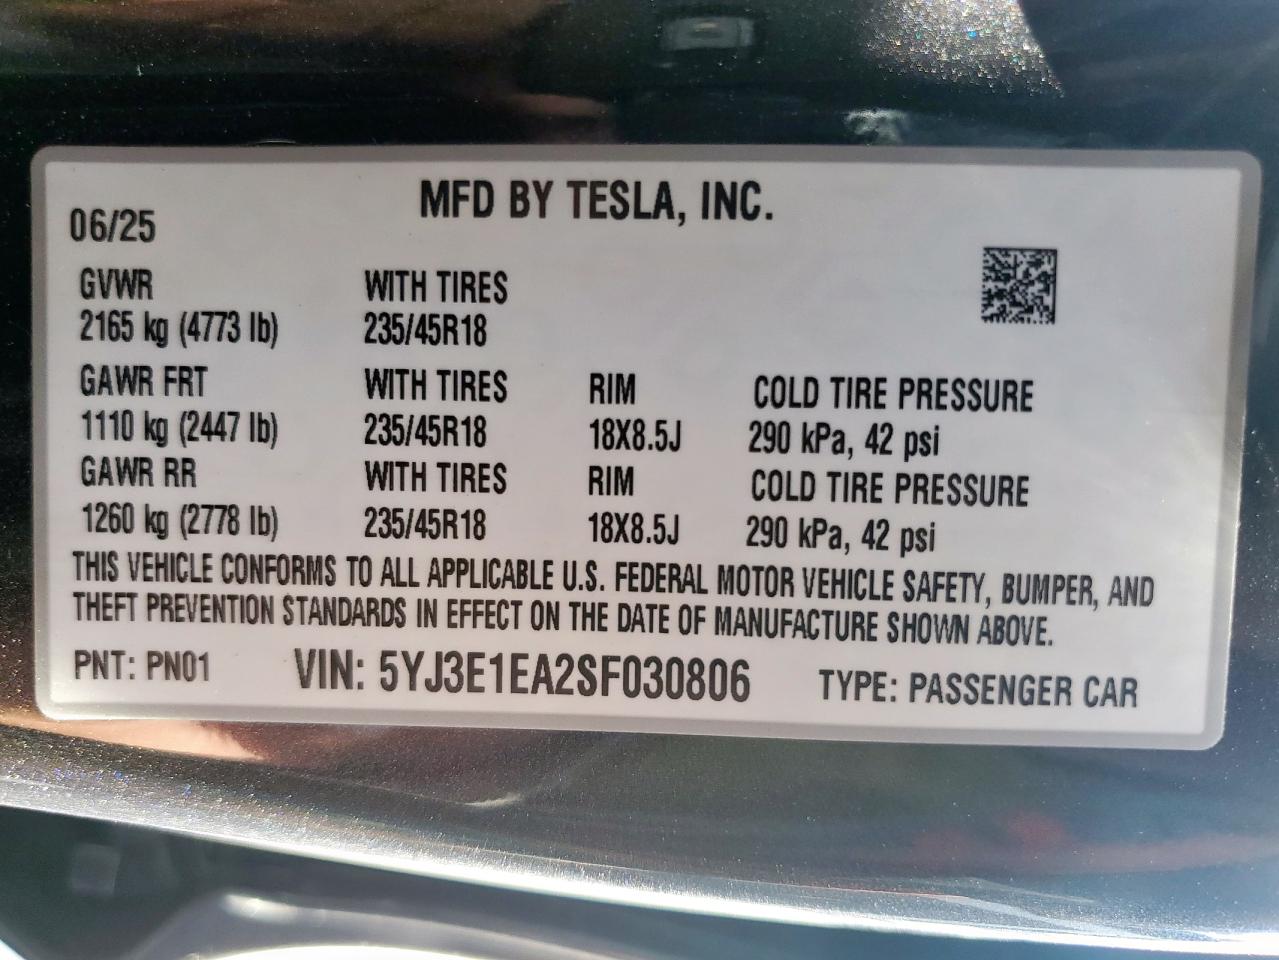 MFD BY TESLA, INC.
06/25
GVWR WITH TIRES
2165 kg (4773 lb) 235/45R18
GAWR FRT WITH TIRES RIM COLD TIRE PRESSURE
1110 kg (2447 lb) 235/45R18 18X8.5J 290 kPa, 42 psi
GAWR RR WITH TIRES RIM COLD TIRE PRESSURE
1260 kg (2778 lb) 235/45R18 18X8.5J 290 kPa, 42 psi
THIS VEHICLE CONFORMS TO ALL APPLICABLE U.S. FEDERAL MOTOR VEHICLE SAFETY, BUMPER, AND
THEFT PREVENTION STANDARDS IN EFFECT ON THE DATE OF MANUFACTURE SHOWN ABOVE.
PNT: PN01 VIN: 5YJ3E1EA2SF030806 TYPE: PASSENGER CAR